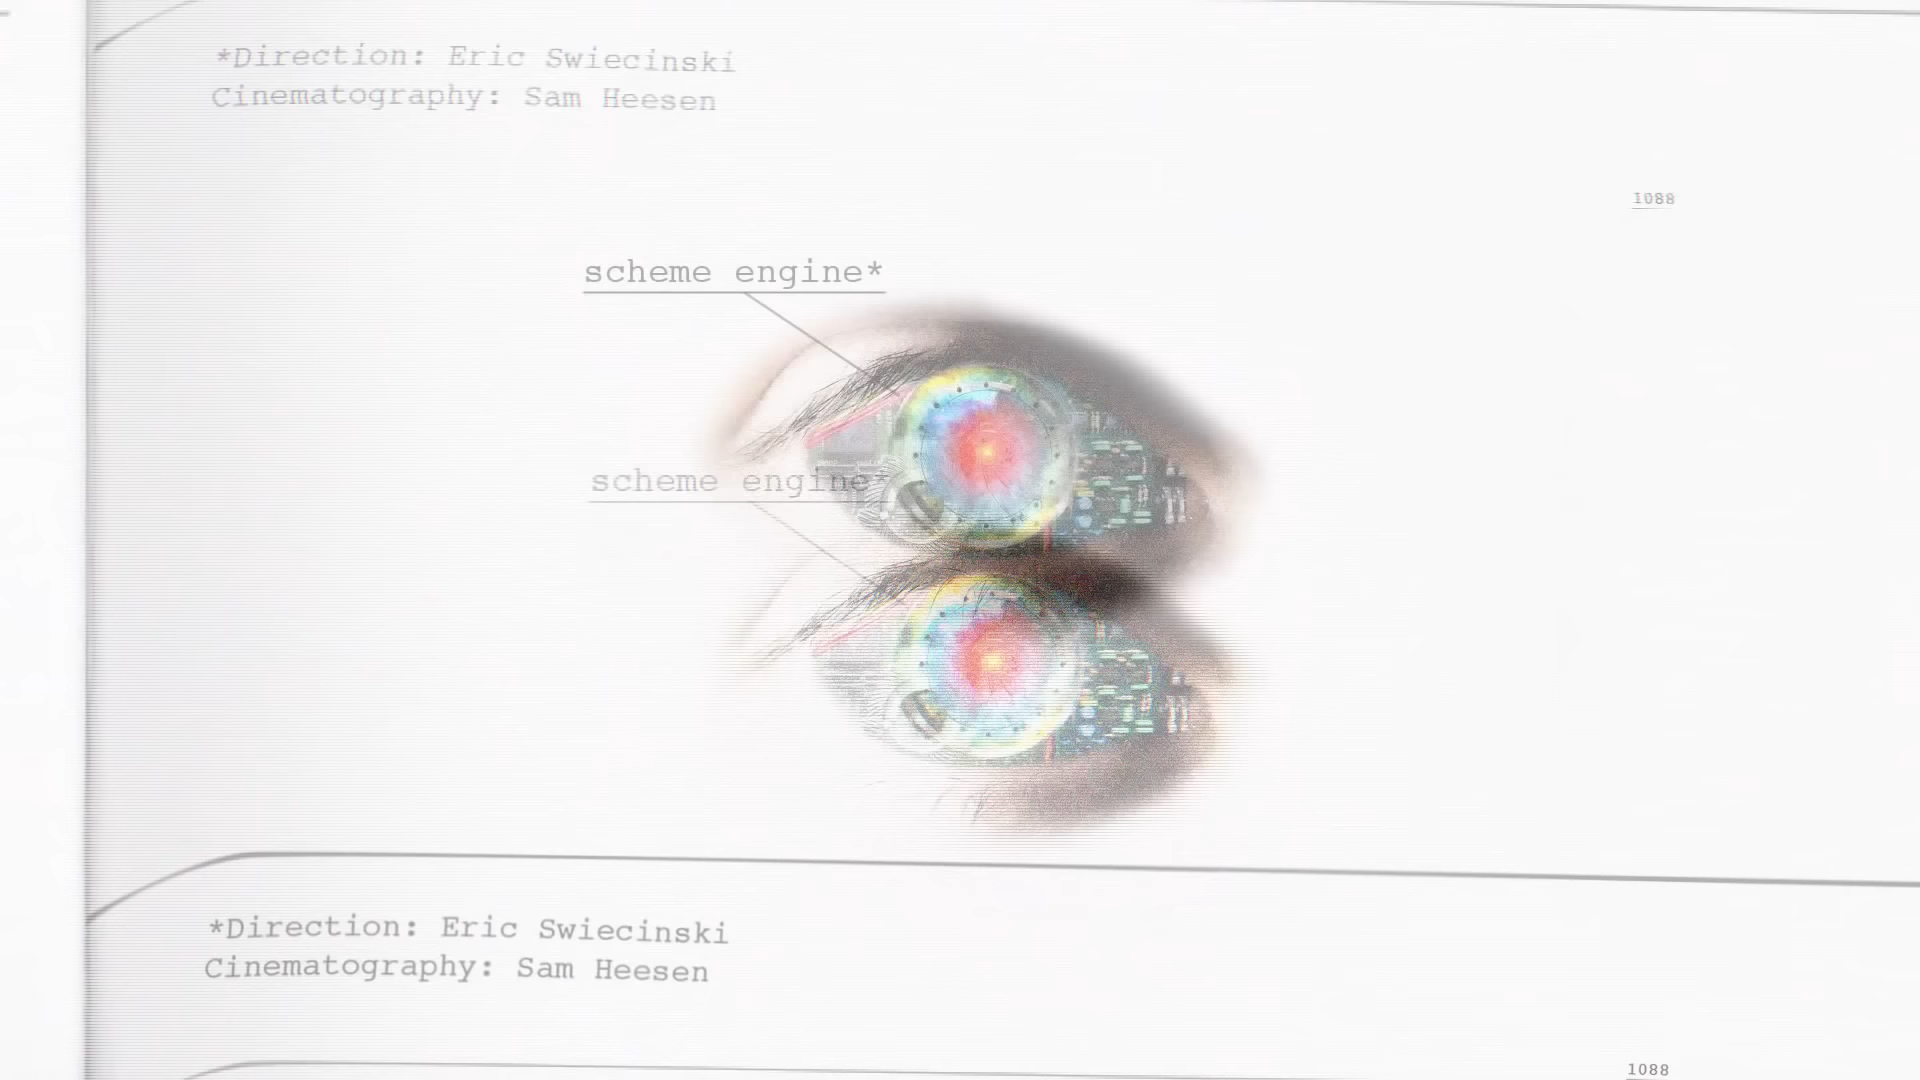 *Direction: Eric Swiecinski
Cinematography: Sam Heesen
1088
scheme engine*
scheme engine*
*Direction: Eric Swiecinski
Cinematography: Sam Heesen
1088